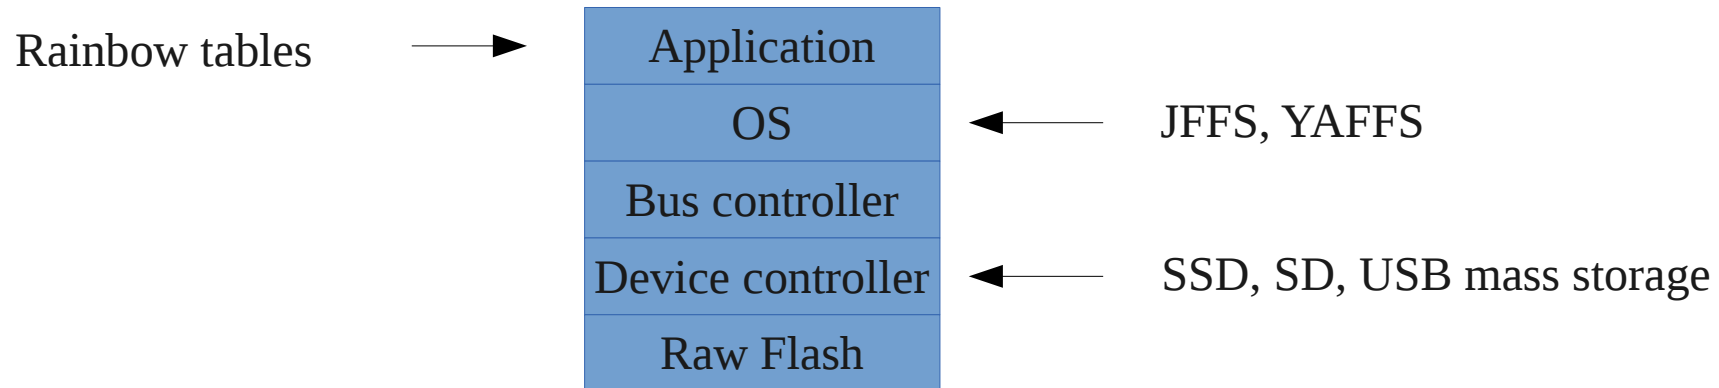 Rainbow tables
Application
OS
JFFS, YAFFS
Bus controller
Device controller
SSD, SD, USB mass storage
Raw Flash